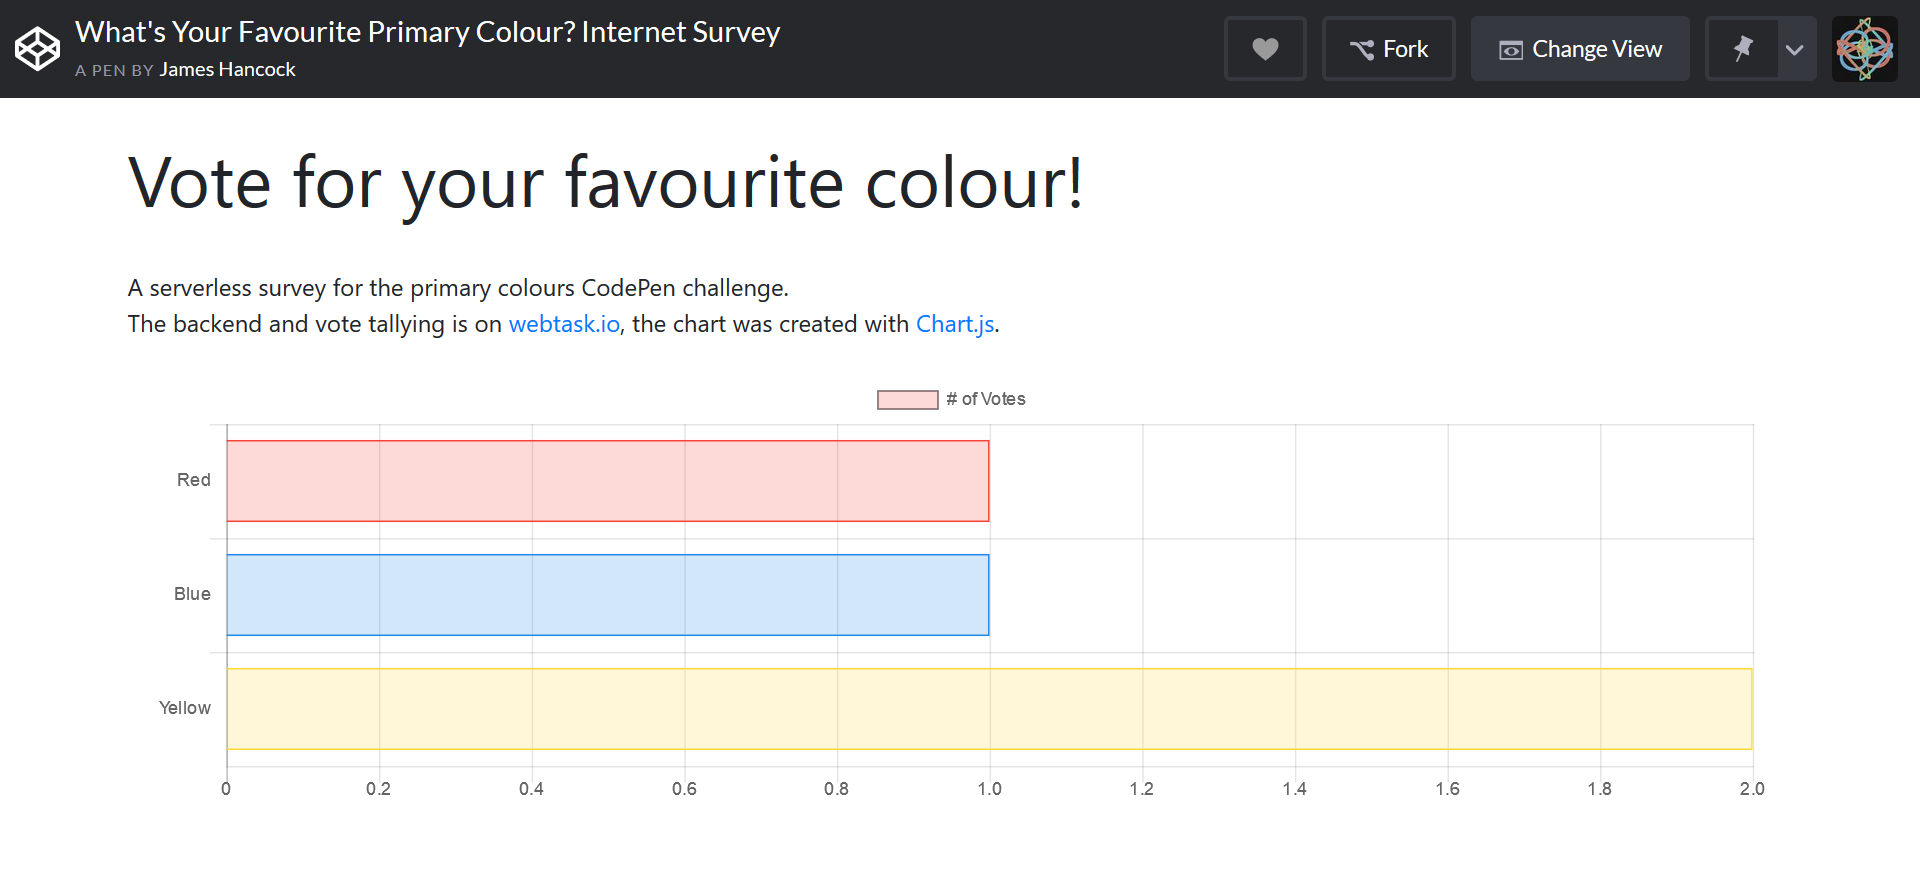 What's Your Favourite Primary Colour? Internet Survey
A PEN BY James Hancock
Fork
Change View
Vote for your favourite colour!
A serverless survey for the primary colours CodePen challenge.
The backend and vote tallying is on webtask.io, the chart was created with Chart.js.
# of Votes
Red
Blue
Yellow
0 0.2 0.4 0.6 0.8 1.0 1.2 1.4 1.6 1.8 2.0